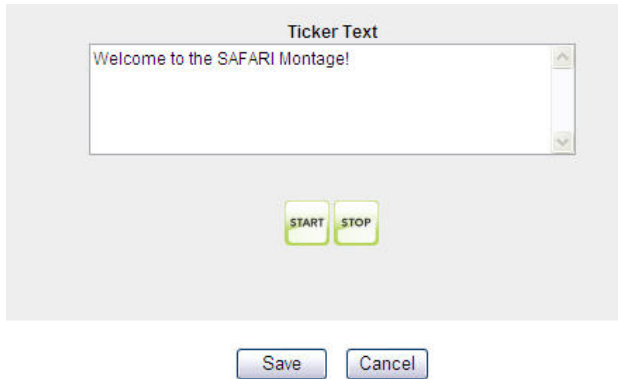 Ticker Text
Welcome to the SAFARI Montage!
START STOP
Save Cancel